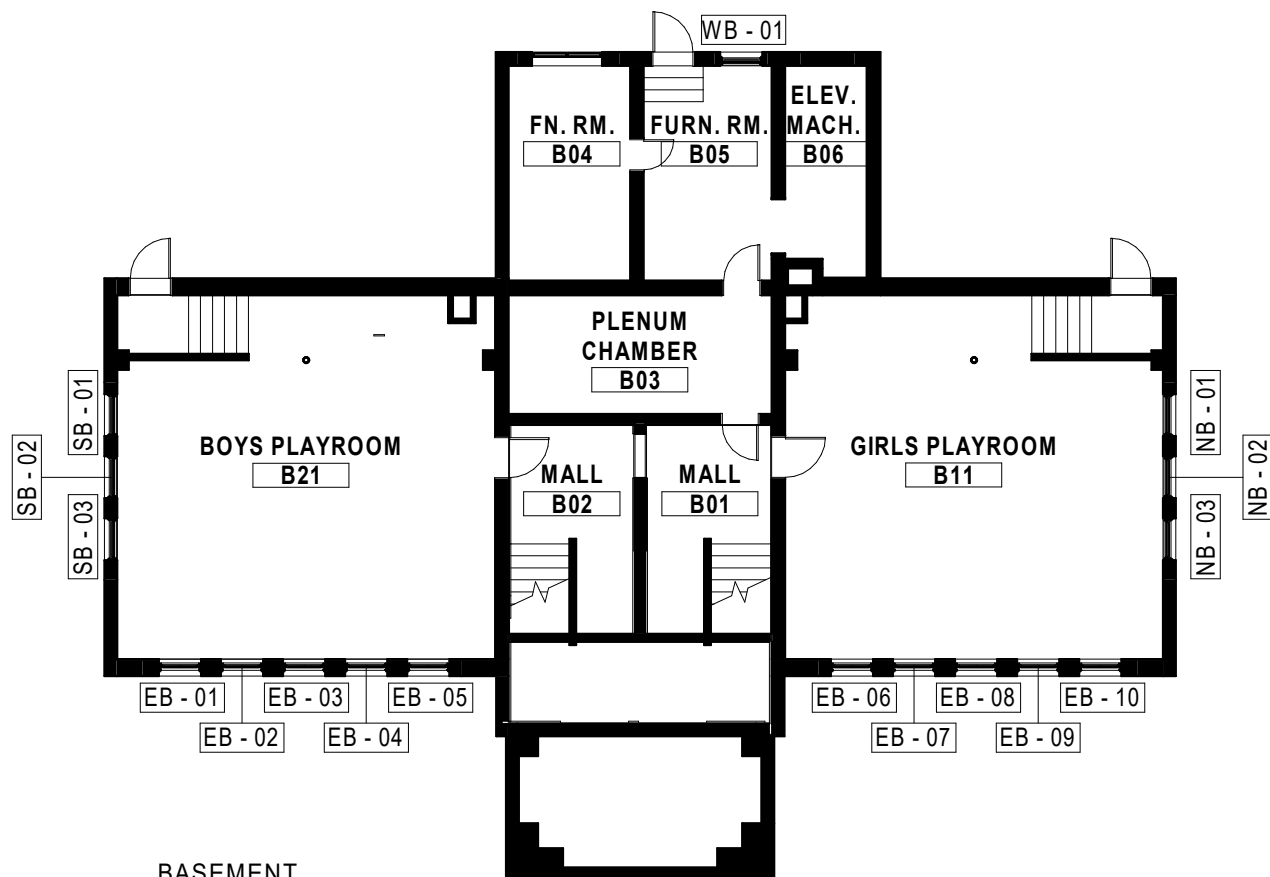 WB - 01
ELEV.
MACH.
B06
FN. RM.
B04
FURN. RM.
B05
PLENUM
CHAMBER
B03
SB - 01
SB - 02
SB - 03
BOYS PLAYROOM
B21
MALL
B02
MALL
B01
GIRLS PLAYROOM
B11
NB - 01
NB - 02
NB - 03
EB - 01
EB - 02
EB - 03
EB - 04
EB - 05
EB - 06
EB - 07
EB - 08
EB - 09
EB - 10
BASEMENT